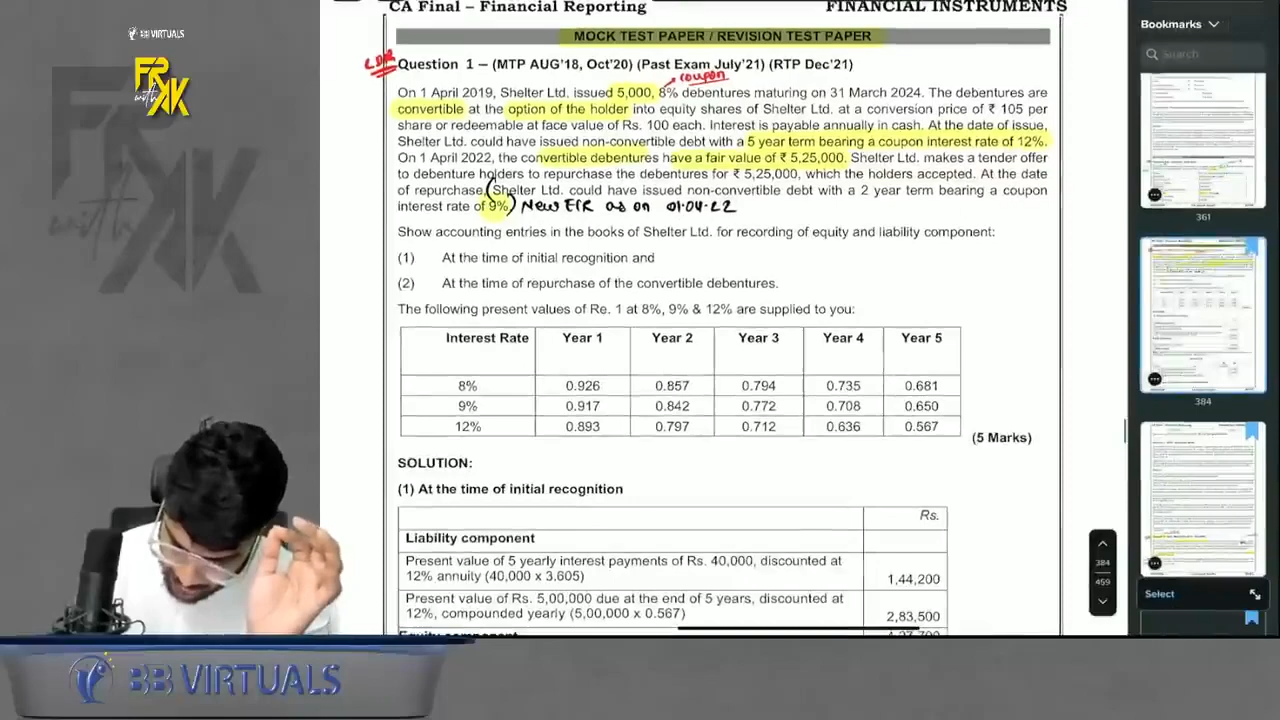 CA Final – Financial Reporting
FINANCIAL INSTRUMENTS
BB VIRTUALS
FR
with
AK
MOCK TEST PAPER / REVISION TEST PAPER
LDR
Question 1 – (MTP AUG'18, Oct'20) (Past Exam July'21) (RTP Dec'21)
coupon
On 1 April 2019, Shelter Ltd. issued 5,000, 8% debentures maturing on 31 March 2024. The debentures are
convertible at the option of the holder into equity shares of Shelter Ltd. at a conversion price of ₹ 105 per
share or redeemable at face value of Rs. 100 each. Interest is payable annually in cash. At the date of issue,
Shelter Ltd. could have issued non-convertible debt with a 5 year term bearing a coupon interest rate of 12%.
On 1 April 2022, the convertible debentures have a fair value of ₹ 5,25,000. Shelter Ltd. makes a tender offer
to debenture holders to repurchase the debentures for ₹ 5,25,000, which the holders accepted. At the date
of repurchase, Shelter Ltd. could have issued non-convertible debt with a 2 year term bearing a coupon
interest rate of 9%.
Show accounting entries in the books of Shelter Ltd. for recording of equity and liability component:
(1) At the time of initial recognition and
(2) At the time of repurchase of the convertible debentures.
The following present values of Rs. 1 at 8%, 9% & 12% are supplied to you:
Interest Rate Year 1 Year 2 Year 3 Year 4 Year 5
8% 0.926 0.857 0.794 0.735 0.681
9% 0.917 0.842 0.772 0.708 0.650
12% 0.893 0.797 0.712 0.636 0.567
(5 Marks)
SOLUTION:
(1) At the time of initial recognition
Rs.
Liability component
Present value of 5 yearly interest payments of Rs. 40,000, discounted at
12% annuity (40,000 x 3.605) 1,44,200
Present value of Rs. 5,00,000 due at the end of 5 years, discounted at
12%, compounded yearly (5,00,000 x 0.567) 2,83,500
Bookmarks
Search
361
384
384
459
Select
BB VIRTUALS